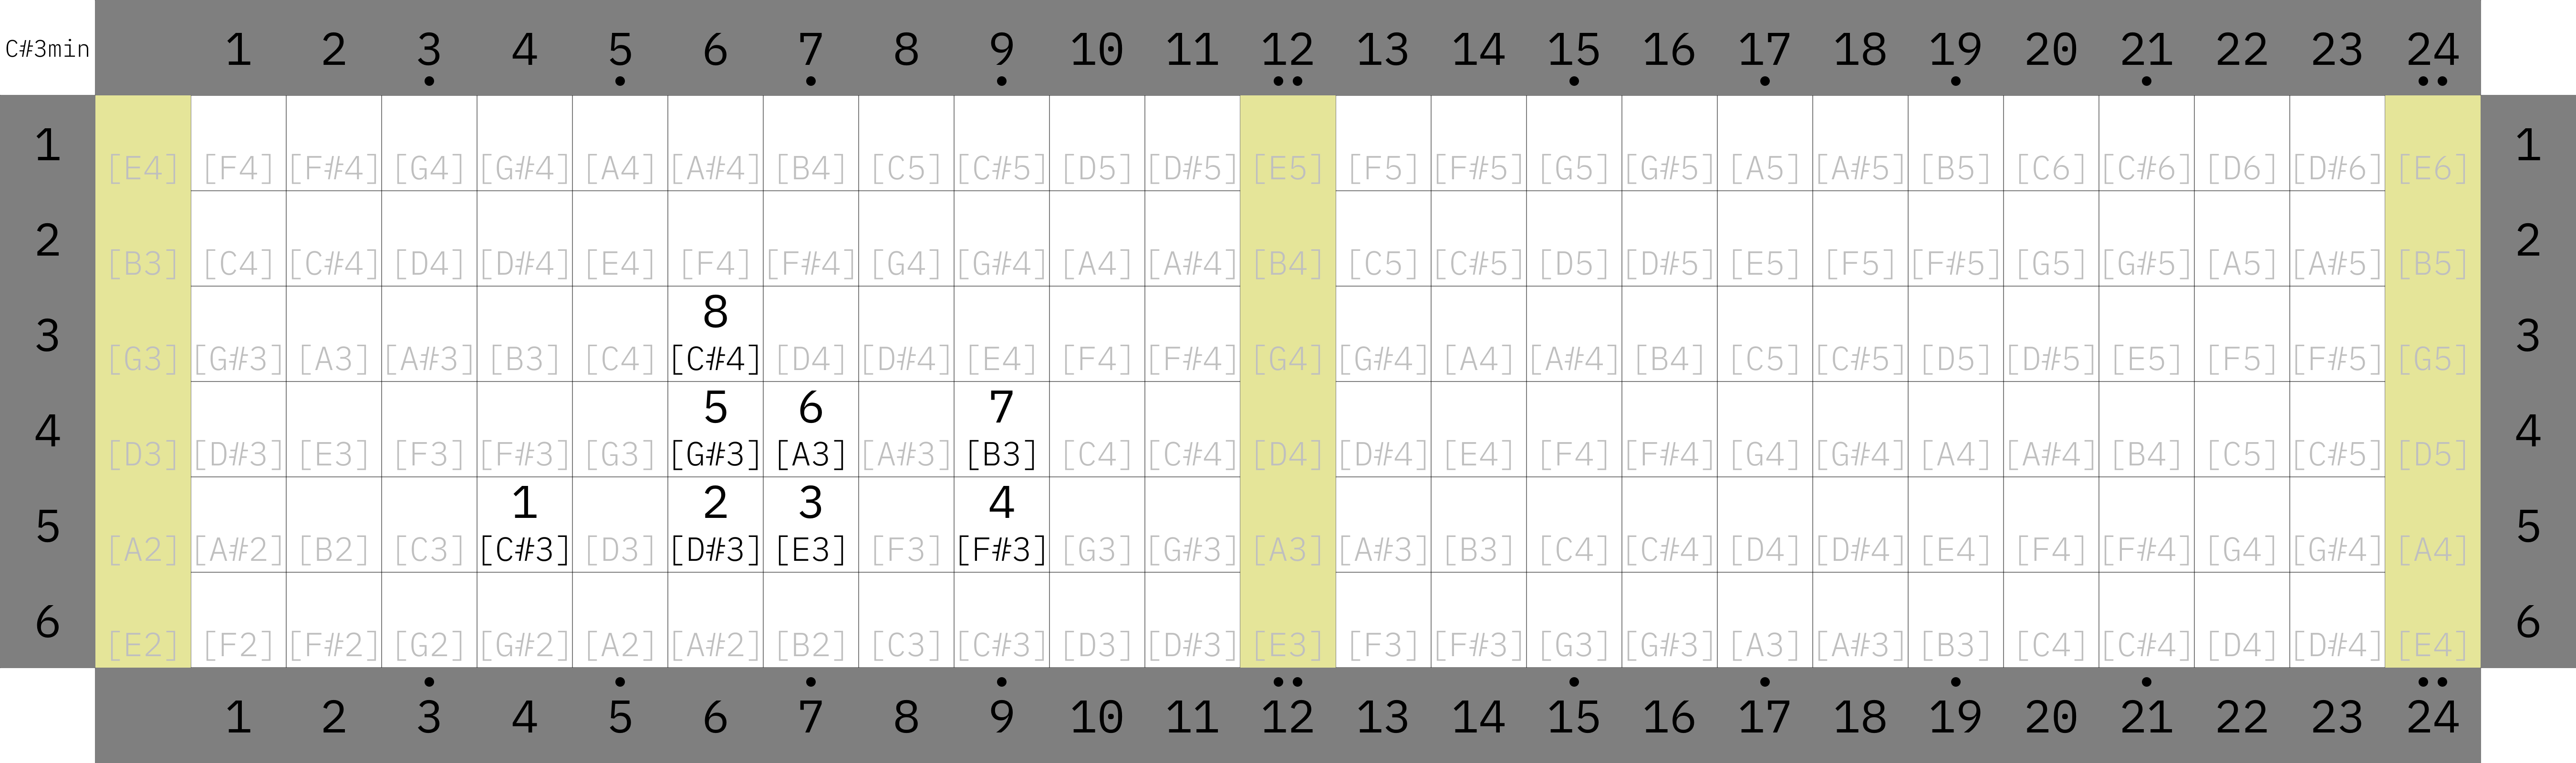 C#3min 1 2 3 4 5 6 7 8 9 10 11 12 13 14 15 16 17 18 19 20 21 22 23 24
1 [E4] [F4] [F#4] [G4] [G#4] [A4] [A#4] [B4] [C5] [C#5] [D5] [D#5] [E5] [F5] [F#5] [G5] [G#5] [A5] [A#5] [B5] [C6] [C#6] [D6] [D#6] [E6] 1
2 [B3] [C4] [C#4] [D4] [D#4] [E4] [F4] [F#4] [G4] [G#4] [A4] [A#4] [B4] [C5] [C#5] [D5] [D#5] [E5] [F5] [F#5] [G5] [G#5] [A5] [A#5] [B5] 2
8
3 [G3] [G#3] [A3] [A#3] [B3] [C4] [C#4] [D4] [D#4] [E4] [F4] [F#4] [G4] [G#4] [A4] [A#4] [B4] [C5] [C#5] [D5] [D#5] [E5] [F5] [F#5] [G5] 3
5 6 7
4 [D3] [D#3] [E3] [F3] [F#3] [G3] [G#3] [A3] [A#3] [B3] [C4] [C#4] [D4] [D#4] [E4] [F4] [F#4] [G4] [G#4] [A4] [A#4] [B4] [C5] [C#5] [D5] 4
1 2 3 4
5 [A2] [A#2] [B2] [C3] [C#3] [D3] [D#3] [E3] [F3] [F#3] [G3] [G#3] [A3] [A#3] [B3] [C4] [C#4] [D4] [D#4] [E4] [F4] [F#4] [G4] [G#4] [A4] 5
6 [E2] [F2] [F#2] [G2] [G#2] [A2] [A#2] [B2] [C3] [C#3] [D3] [D#3] [E3] [F3] [F#3] [G3] [G#3] [A3] [A#3] [B3] [C4] [C#4] [D4] [D#4] [E4] 6
1 2 3 4 5 6 7 8 9 10 11 12 13 14 15 16 17 18 19 20 21 22 23 24